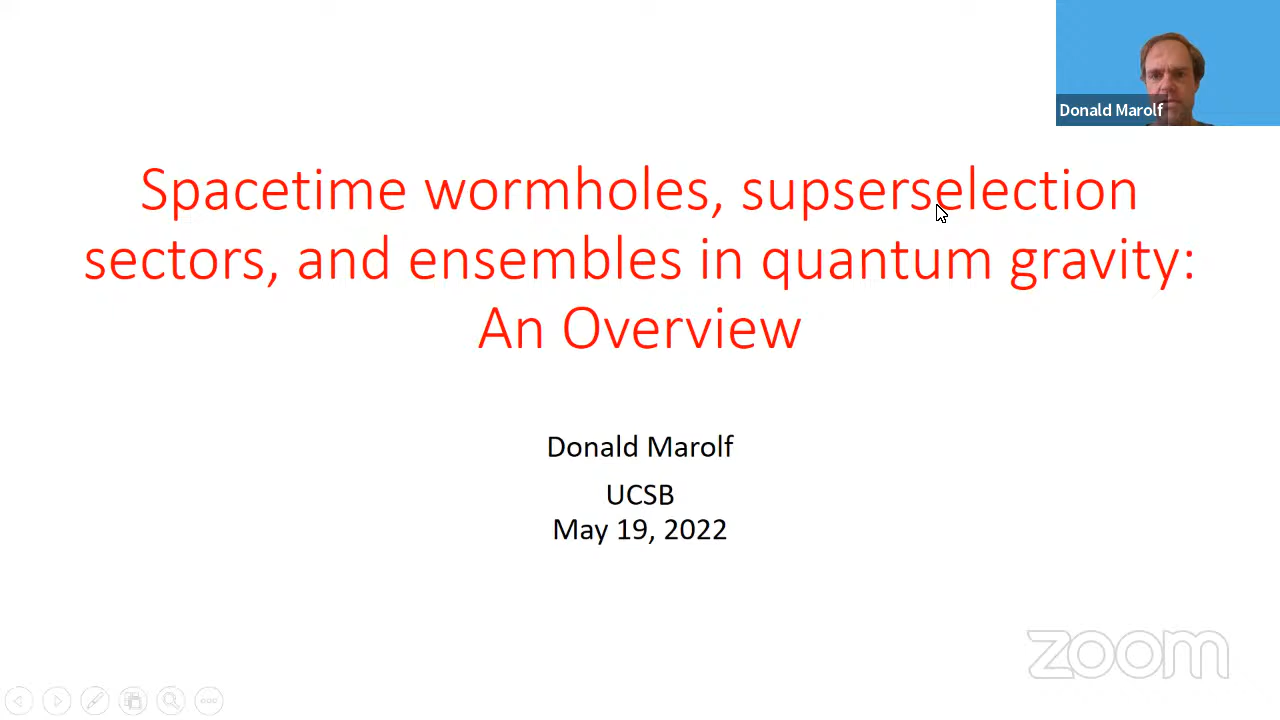 Donald Marolf
Spacetime wormholes, supserselection
sectors, and ensembles in quantum gravity:
An Overview
Donald Marolf
UCSB
May 19, 2022
zoom